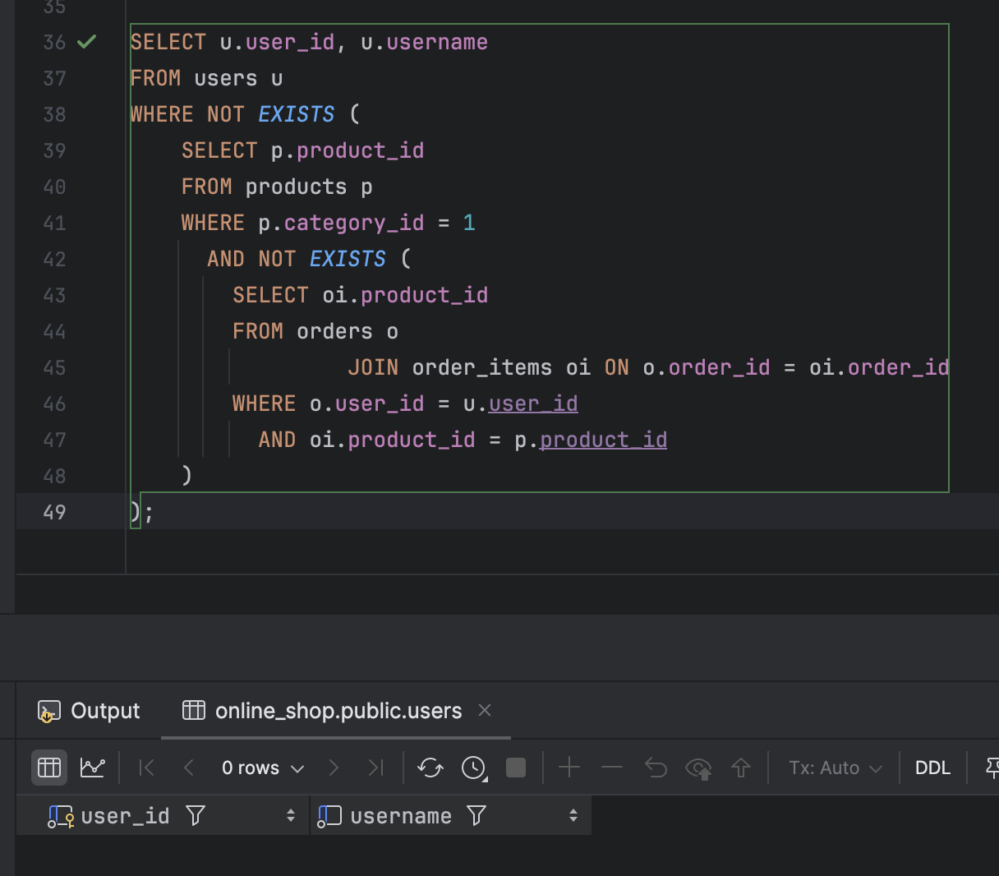 35
36 SELECT u.user_id, u.username
37 FROM users u
38 WHERE NOT EXISTS (
39 SELECT p.product_id
40 FROM products p
41 WHERE p.category_id = 1
42 AND NOT EXISTS (
43 SELECT oi.product_id
44 FROM orders o
45 JOIN order_items oi ON o.order_id = oi.order_id
46 WHERE o.user_id = u.user_id
47 AND oi.product_id = p.product_id
48 )
49 );
Output online_shop.public.users
0 rows Tx: Auto DDL
user_id username